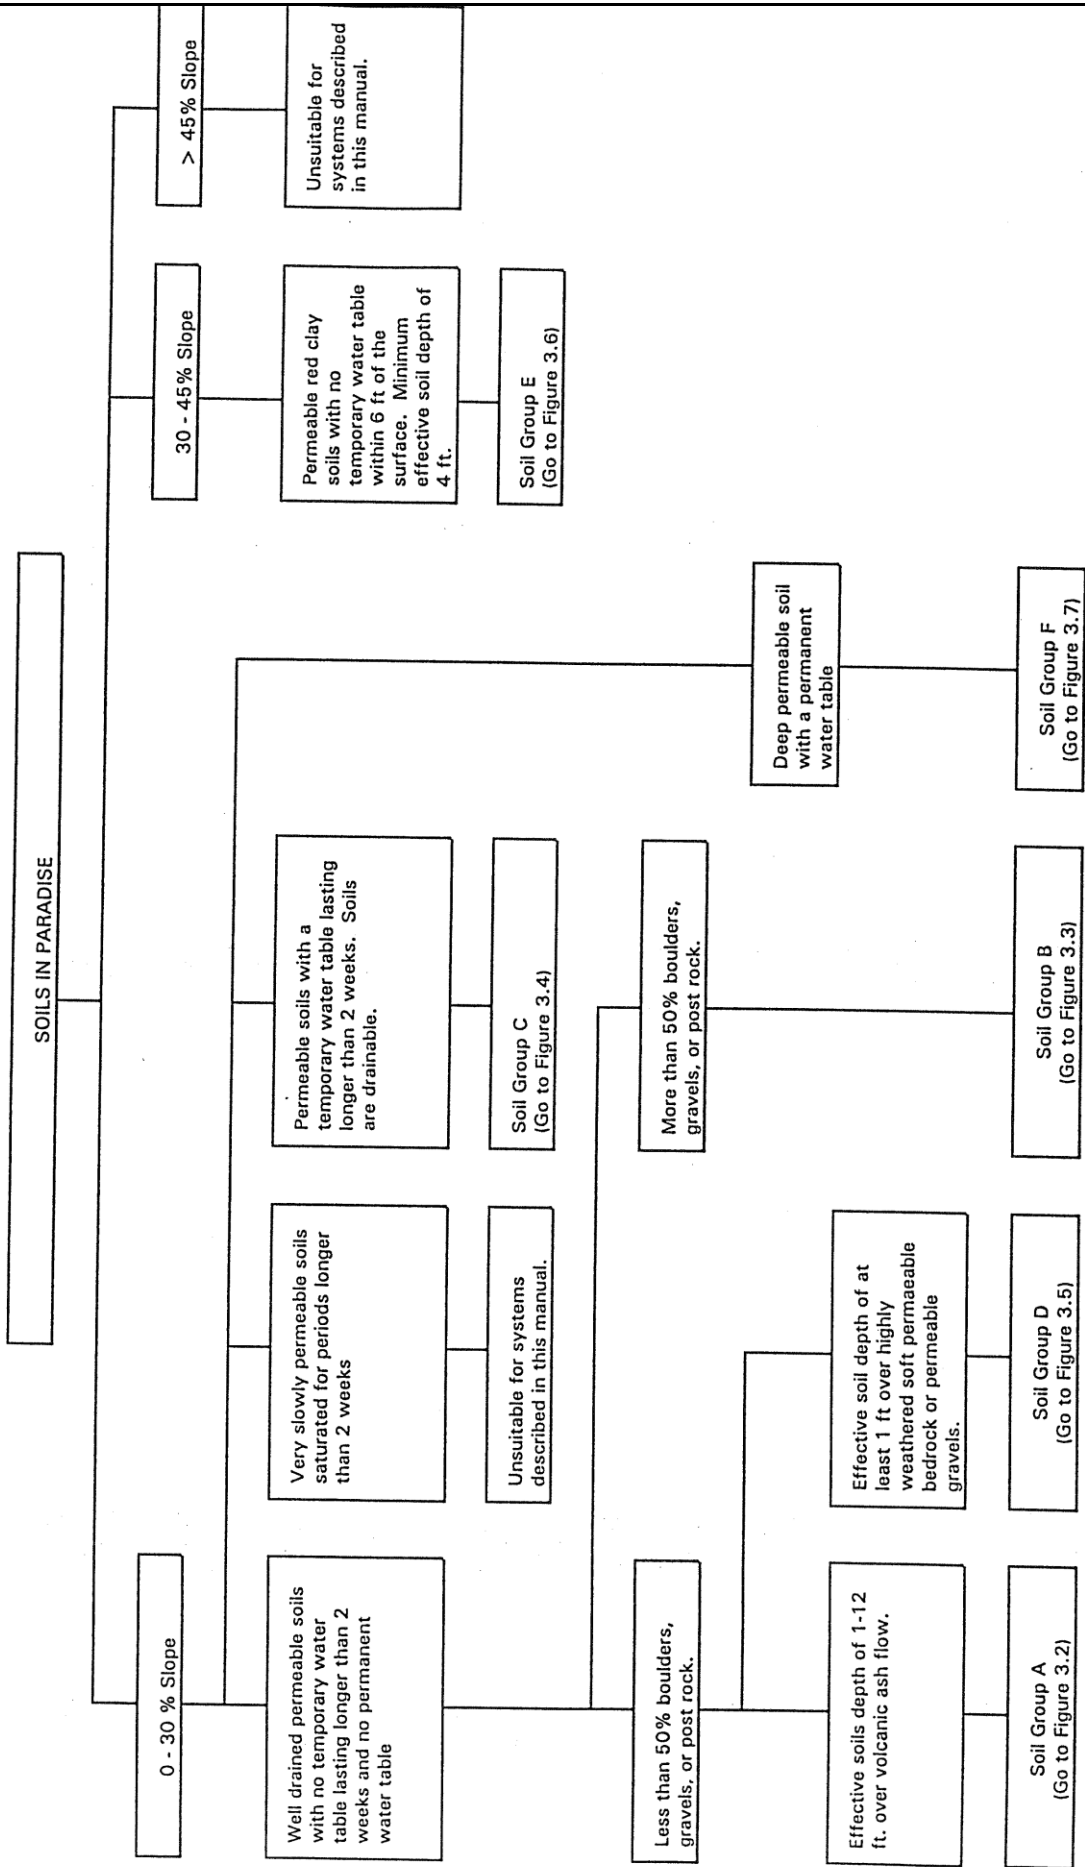 SOILS IN PARADISE
0 - 30 % Slope
30 - 45% Slope
> 45% Slope
Well drained permeable soils
with no temporary water
table lasting longer than 2
weeks and no permanent
water table
Very slowly permeable soils
saturated for periods longer
than 2 weeks
Permeable soils with a
temporary water table lasting
longer than 2 weeks. Soils
are drainable.
Permeable red clay
soils with no
temporary water table
within 6 ft of the
surface. Minimum
effective soil depth of
4 ft.
Unsuitable for
systems described
in this manual.
Unsuitable for systems
described in this manual.
Soil Group C
(Go to Figure 3.4)
Soil Group E
(Go to Figure 3.6)
Less than 50% boulders,
gravels, or post rock.
More than 50% boulders,
gravels, or post rock.
Deep permeable soil
with a permanent
water table
Effective soils depth of 1-12
ft. over volcanic ash flow.
Effective soil depth of at
least 1 ft over highly
weathered soft permaeable
bedrock or permeable
gravels.
Soil Group A
(Go to Figure 3.2)
Soil Group D
(Go to Figure 3.5)
Soil Group B
(Go to Figure 3.3)
Soil Group F
(Go to Figure 3.7)